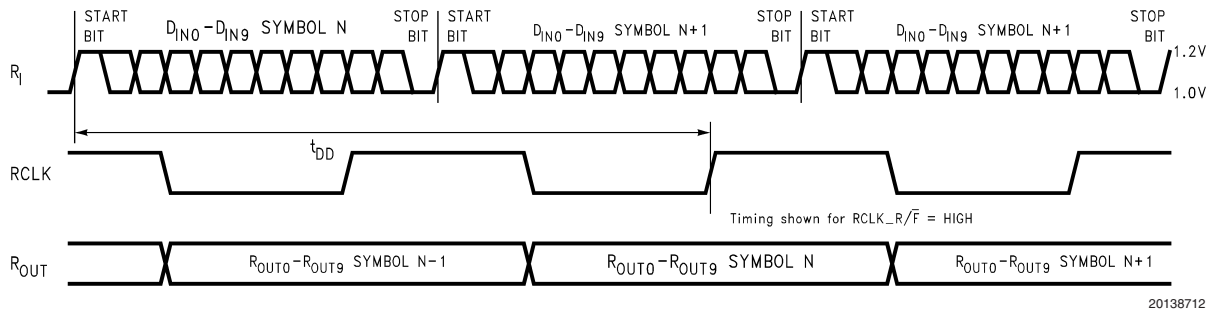 START BIT D_IN0–D_IN9 SYMBOL N STOP BIT START BIT D_IN0–D_IN9 SYMBOL N+1 STOP BIT START BIT D_IN0–D_IN9 SYMBOL N+1 STOP BIT
1.2V
R_I
1.0V
t_DD
RCLK
Timing shown for RCLK_R/F̅ = HIGH
R_OUT R_OUT0–R_OUT9 SYMBOL N-1 R_OUT0–R_OUT9 SYMBOL N R_OUT0–R_OUT9 SYMBOL N+1
20138712